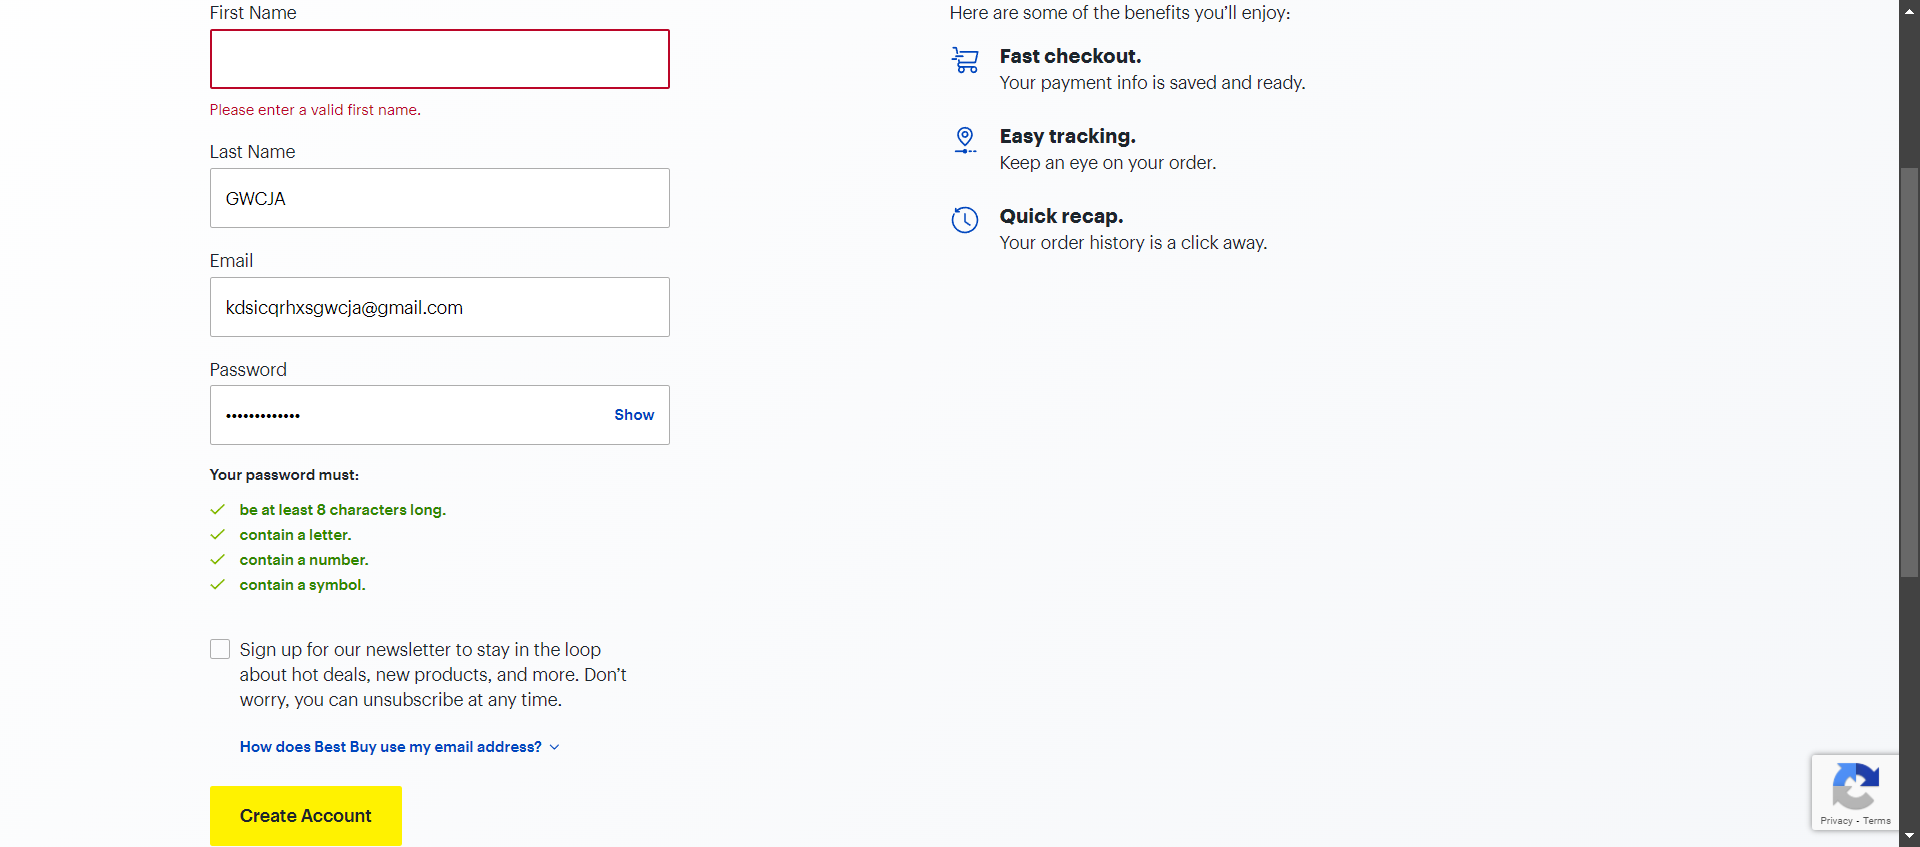 First Name
Please enter a valid first name.
Last Name
GWCJA
Email
kdsicqrhxsgwcja@gmail.com
Password
•••••••••••••
Show
Your password must:
be at least 8 characters long.
contain a letter.
contain a number.
contain a symbol.
Sign up for our newsletter to stay in the loop
about hot deals, new products, and more. Don’t
worry, you can unsubscribe at any time.
How does Best Buy use my email address?
Create Account
Here are some of the benefits you’ll enjoy:
Fast checkout.
Your payment info is saved and ready.
Easy tracking.
Keep an eye on your order.
Quick recap.
Your order history is a click away.
Privacy - Terms